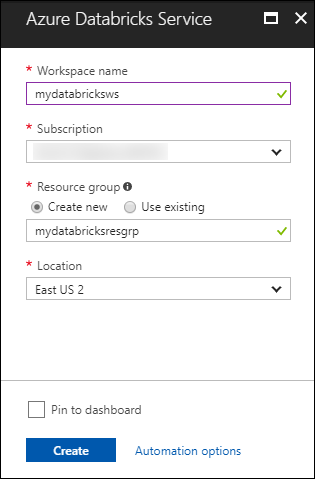 Azure Databricks Service
* Workspace name
mydatabricksws
* Subscription
* Resource group
Create new Use existing
mydatabricksresgrp
* Location
East US 2
Pin to dashboard
Create Automation options